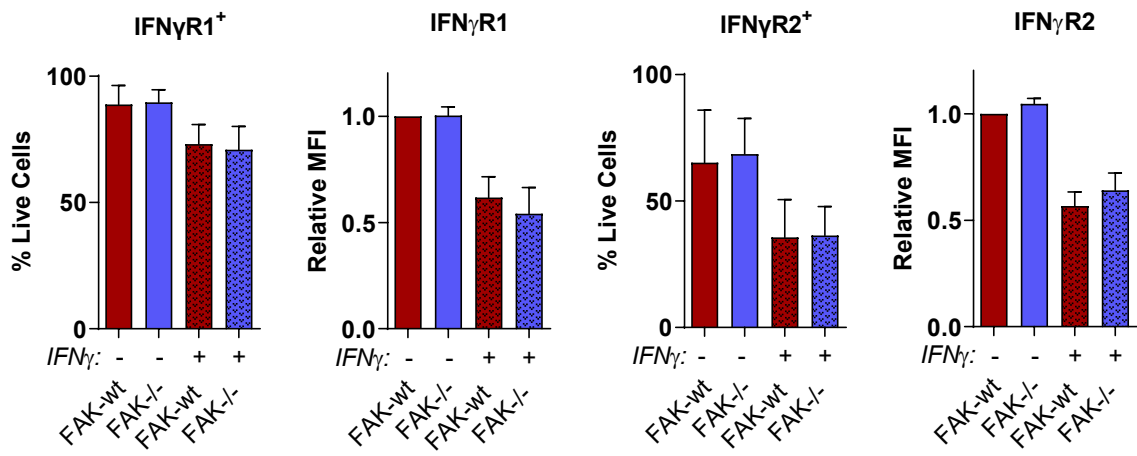 IFNγR1⁺
% Live Cells
100
50
0
IFNγ: - - + +
FAK-wt FAK-/- FAK-wt FAK-/-
IFNγR1
Relative MFI
1.0
0.5
0.0
IFNγ: - - + +
FAK-wt FAK-/- FAK-wt FAK-/-
IFNγR2⁺
% Live Cells
100
50
0
IFNγ: - - + +
FAK-wt FAK-/- FAK-wt FAK-/-
IFNγR2
Relative MFI
1.0
0.5
0.0
IFNγ: - - + +
FAK-wt FAK-/- FAK-wt FAK-/-